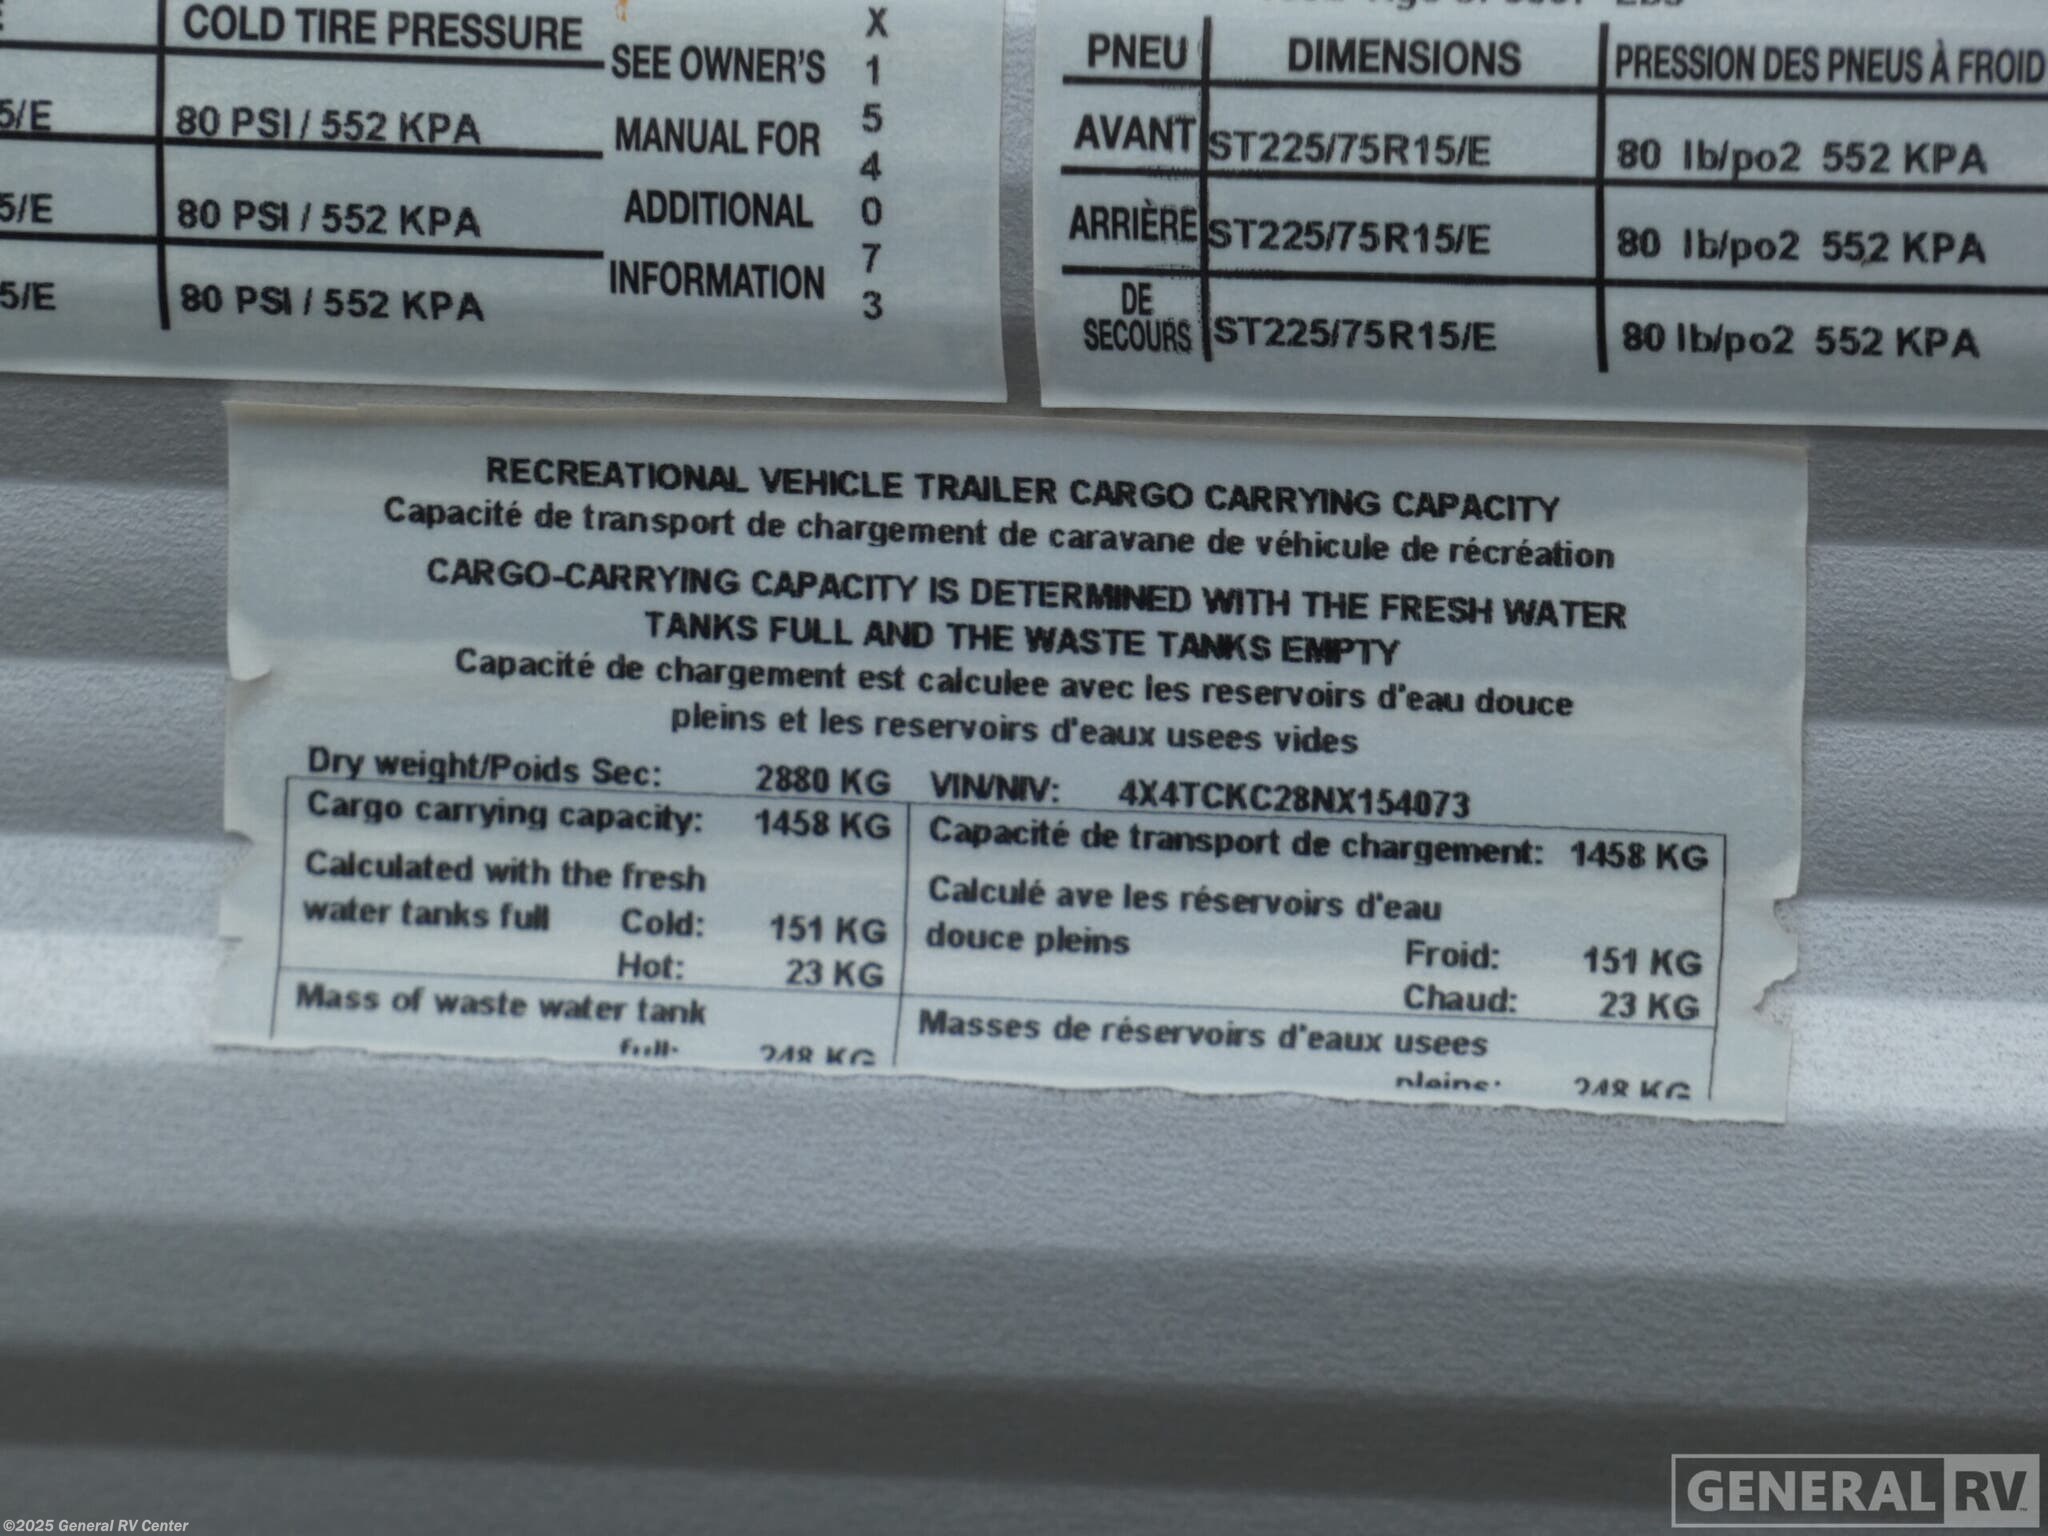 COLD TIRE PRESSURE
5/E 80 PSI / 552 KPA
5/E 80 PSI / 552 KPA
5/E 80 PSI / 552 KPA
SEE OWNER'S
MANUAL FOR
ADDITIONAL
INFORMATION
X
1
5
4
0
7
3
PNEU DIMENSIONS PRESSION DES PNEUS À FROID
AVANT ST225/75R15/E 80 lb/po2 552 KPA
ARRIÈRE ST225/75R15/E 80 lb/po2 552 KPA
DE
SECOURS ST225/75R15/E 80 lb/po2 552 KPA
RECREATIONAL VEHICLE TRAILER CARGO CARRYING CAPACITY
Capacité de transport de chargement de caravane de véhicule de récréation
CARGO-CARRYING CAPACITY IS DETERMINED WITH THE FRESH WATER
TANKS FULL AND THE WASTE TANKS EMPTY
Capacité de chargement est calculee avec les reservoirs d'eau douce
pleins et les reservoirs d'eaux usees vides
Dry weight/Poids Sec: 2880 KG VIN/NIV: 4X4TCKC28NX154073
Cargo carrying capacity: 1458 KG
Calculated with the fresh
water tanks full Cold: 151 KG
Hot: 23 KG
Mass of waste water tank
full: 248 KG
Capacité de transport de chargement: 1458 KG
Calculé ave les réservoirs d'eau
douce pleins Froid: 151 KG
Chaud: 23 KG
Masses de réservoirs d'eaux usees
pleins: 248 KG
GENERAL RV
©2025 General RV Center